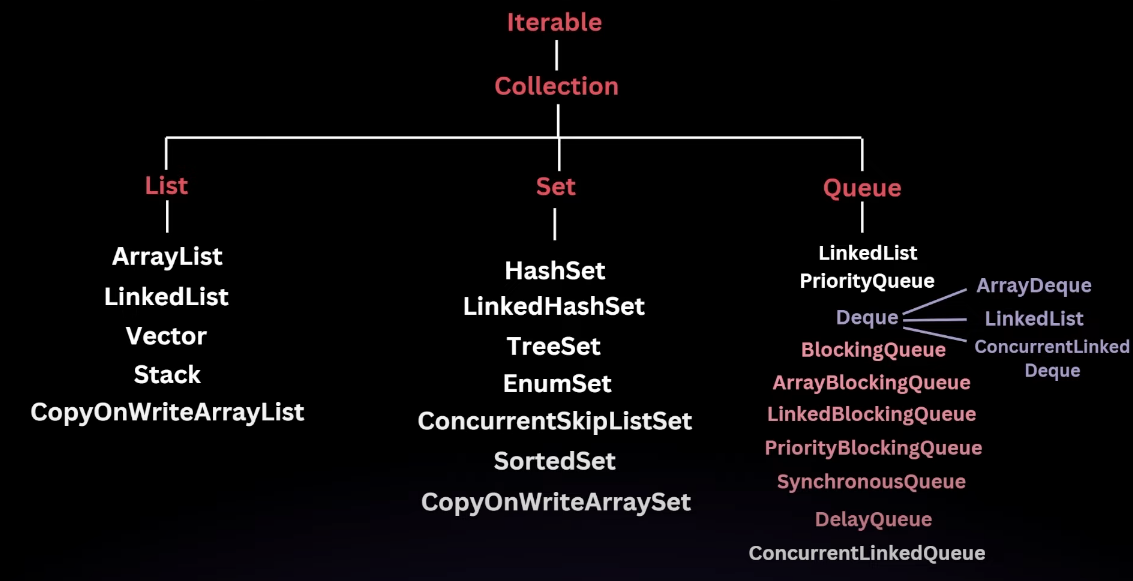 Iterable
Collection
List
Set
Queue
ArrayList
LinkedList
Vector
Stack
CopyOnWriteArrayList
HashSet
LinkedHashSet
TreeSet
EnumSet
ConcurrentSkipListSet
SortedSet
CopyOnWriteArraySet
LinkedList
PriorityQueue
Deque
ArrayDeque
LinkedList
ConcurrentLinked
Deque
BlockingQueue
ArrayBlockingQueue
LinkedBlockingQueue
PriorityBlockingQueue
SynchronousQueue
DelayQueue
ConcurrentLinkedQueue